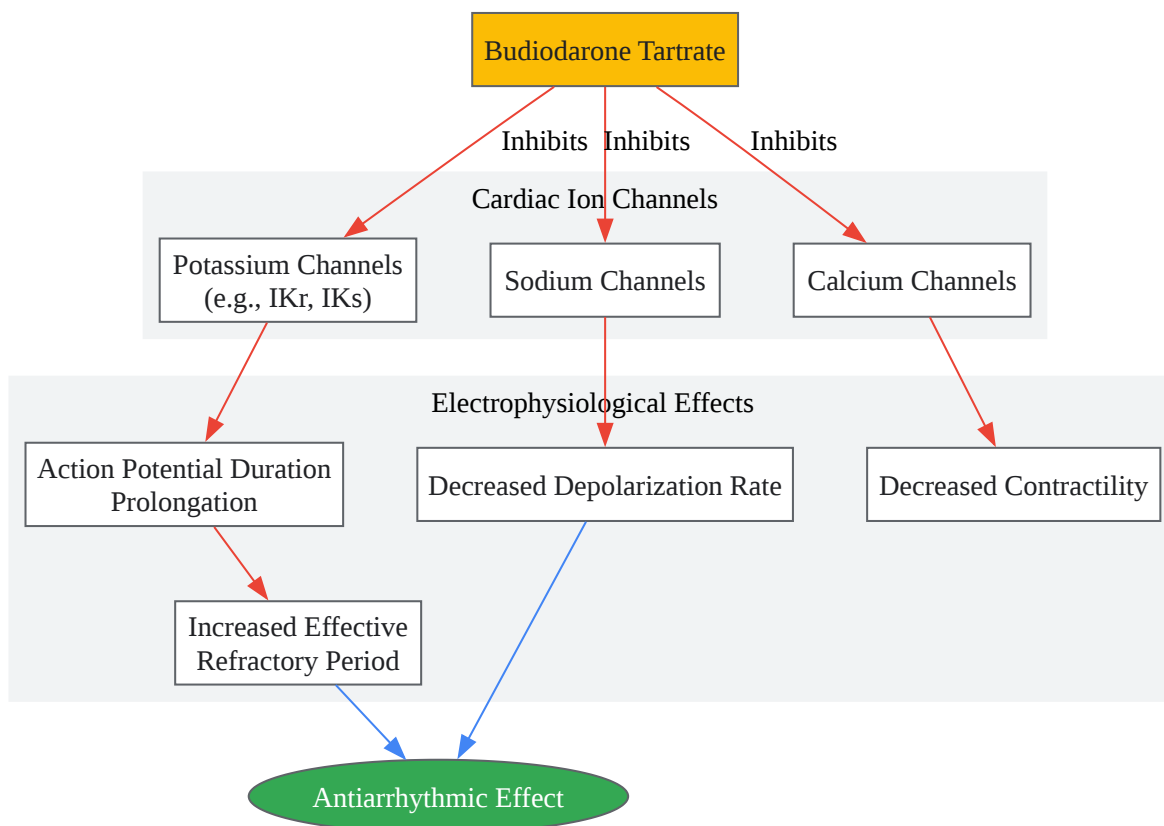 Budiodarone Tartrate
Inhibits
Inhibits
Inhibits
Cardiac Ion Channels
Potassium Channels
(e.g., IKr, IKs)
Sodium Channels
Calcium Channels
Electrophysiological Effects
Action Potential Duration
Prolongation
Decreased Depolarization Rate
Decreased Contractility
Increased Effective
Refractory Period
Antiarrhythmic Effect